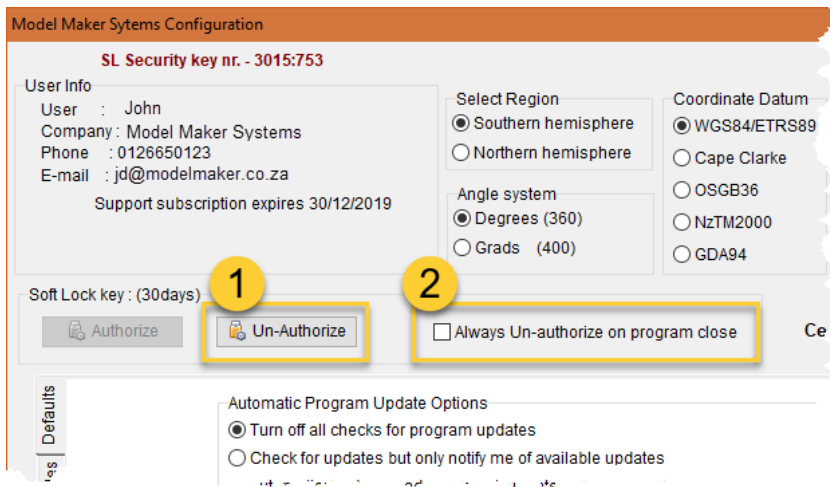 Model Maker Sytems Configuration
SL Security key nr. - 3015:753
User Info
User : John
Company : Model Maker Systems
Phone : 0126650123
E-mail : jd@modelmaker.co.za
Support subscription expires 30/12/2019
Select Region
Southern hemisphere
Northern hemisphere
Angle system
Degrees (360)
Grads (400)
Coordinate Datum
WGS84/ETRS89
Cape Clarke
OSGB36
NzTM2000
GDA94
Soft Lock key : (30days)
1
2
Authorize
Un-Authorize
Always Un-authorize on program close
Ce
Defaults
Automatic Program Update Options
Turn off all checks for program updates
Check for updates but only notify me of available updates